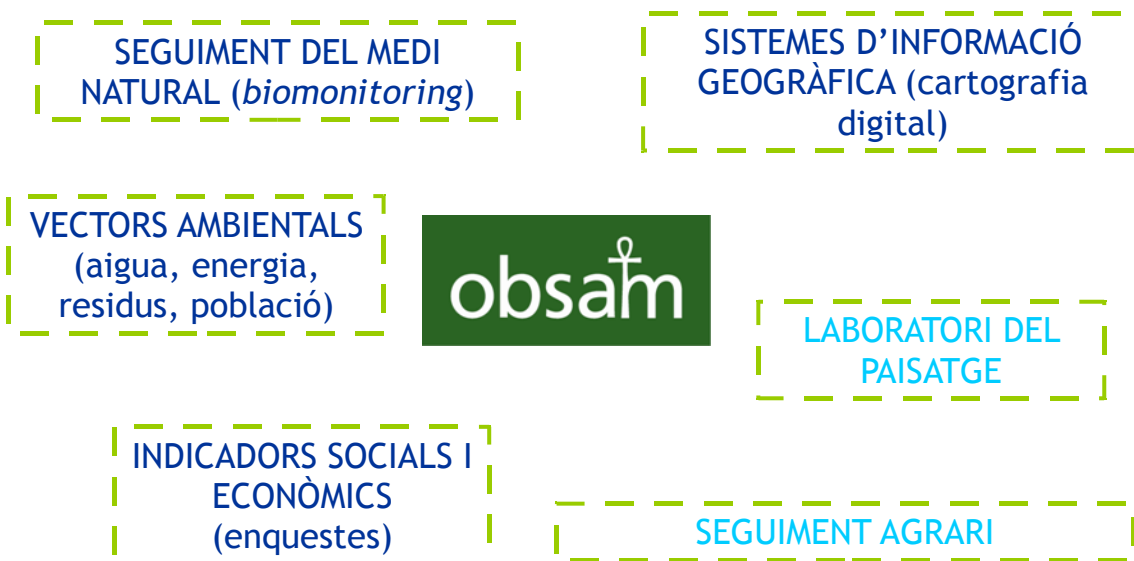 SEGUIMENT DEL MEDI
NATURAL (biomonitoring)
SISTEMES D’INFORMACIÓ
GEOGRÀFICA (cartografia
digital)
VECTORS AMBIENTALS
(aigua, energia,
residus, població)
obsam
LABORATORI DEL
PAISATGE
INDICADORS SOCIALS I
ECONÒMICS
(enquestes)
SEGUIMENT AGRARI